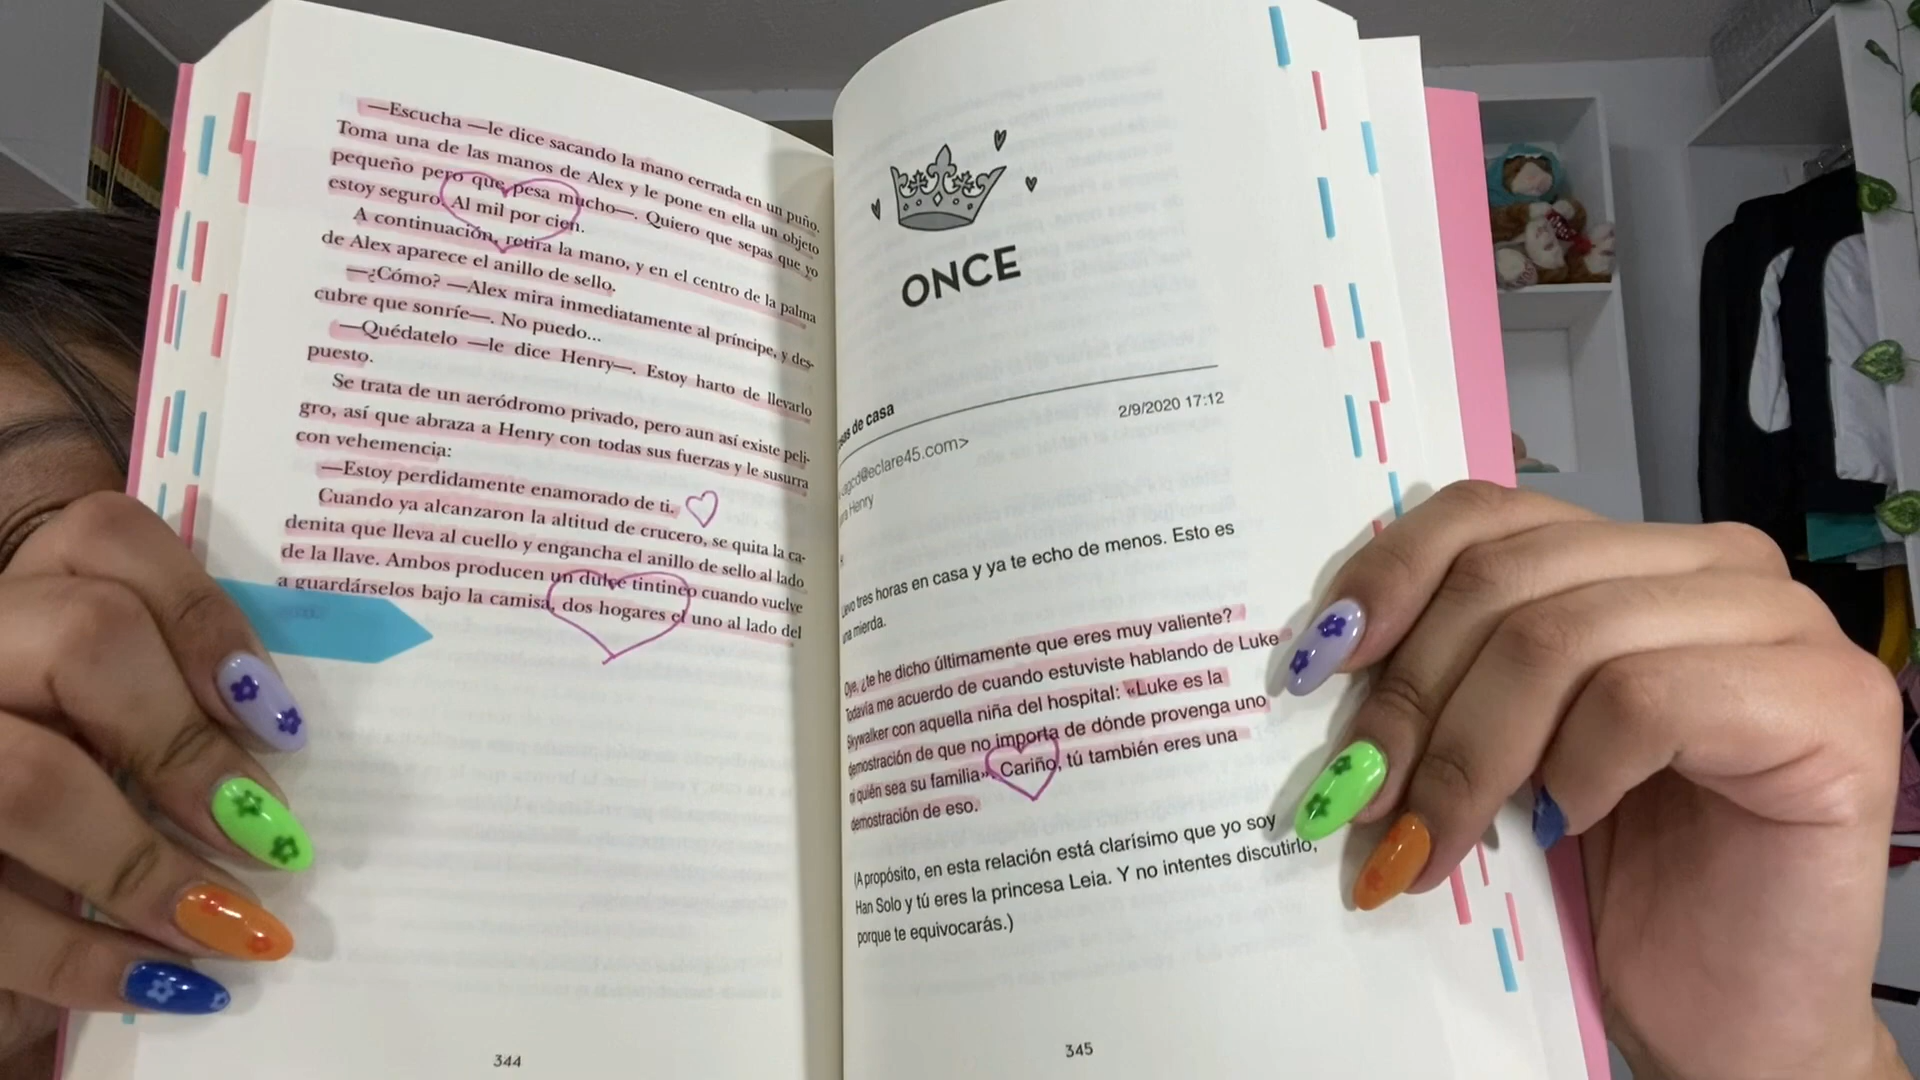 —Escucha —le dice sacando la mano cerrada en un puño.
Toma una de las manos de Alex y le pone en ella un objeto
pequeño pero que pesa mucho—. Quiero que sepas que yo
estoy seguro. Al mil por cien.
A continuación, retira la mano, y en el centro de la palma
de Alex aparece el anillo de sello.
—¿Cómo? —Alex mira inmediatamente al príncipe, y des-
cubre que sonríe—. No puedo...
—Quédatelo —le dice Henry—. Estoy harto de llevarlo
puesto.
Se trata de un aeródromo privado, pero aun así existe peli-
gro, así que abraza a Henry con todas sus fuerzas y le susurra
con vehemencia:
—Estoy perdidamente enamorado de ti.
Cuando ya alcanzaron la altitud de crucero, se quita la ca-
denita que lleva al cuello y engancha el anillo de sello al lado
de la llave. Ambos producen un dulce tintineo cuando vuelve
a guardárselos bajo la camisa, dos hogares el uno al lado del
344
ONCE
de casa
2/9/2020 17:12
agcd@eclare45.com>
Henry
Llevo tres horas en casa y ya te echo de menos. Esto es
una mierda.
Oye, ¿te he dicho últimamente que eres muy valiente?
Todavía me acuerdo de cuando estuviste hablando de Luke
Skywalker con aquella niña del hospital: «Luke es la
demostración de que no importa de dónde provenga uno
ni quién sea su familia». Cariño, tú también eres una
demostración de eso.
(A propósito, en esta relación está clarísimo que yo soy
Han Solo y tú eres la princesa Leia. Y no intentes discutirlo,
porque te equivocarás.)
345